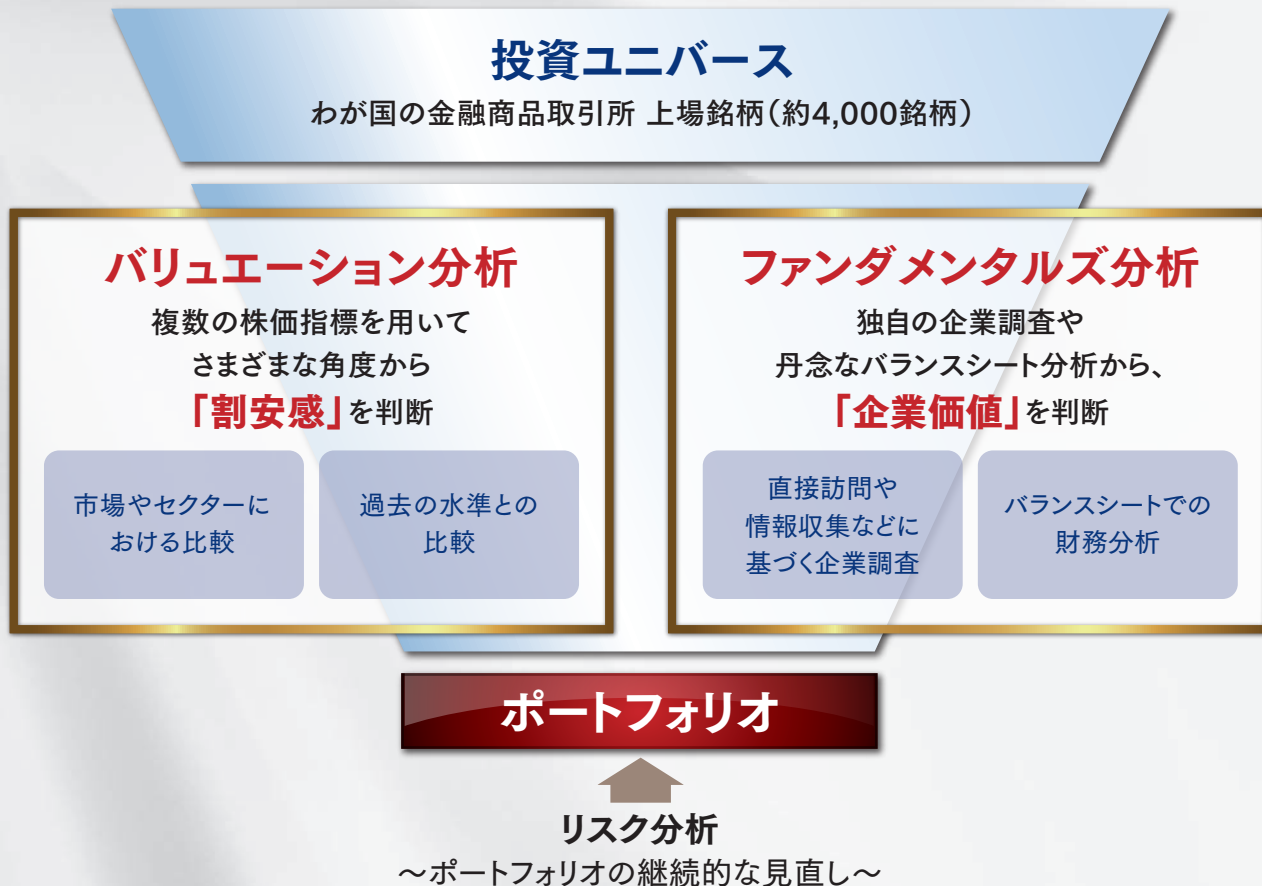 投資ユニバース
わが国の金融商品取引所 上場銘柄（約4,000銘柄）
バリュエーション分析
複数の株価指標を用いて
さまざまな角度から
「割安感」を判断
市場やセクターに
おける比較
過去の水準との
比較
ファンダメンタルズ分析
独自の企業調査や
丹念なバランスシート分析から、
「企業価値」を判断
直接訪問や
情報収集などに
基づく企業調査
バランスシートでの
財務分析
ポートフォリオ
リスク分析
～ポートフォリオの継続的な見直し～